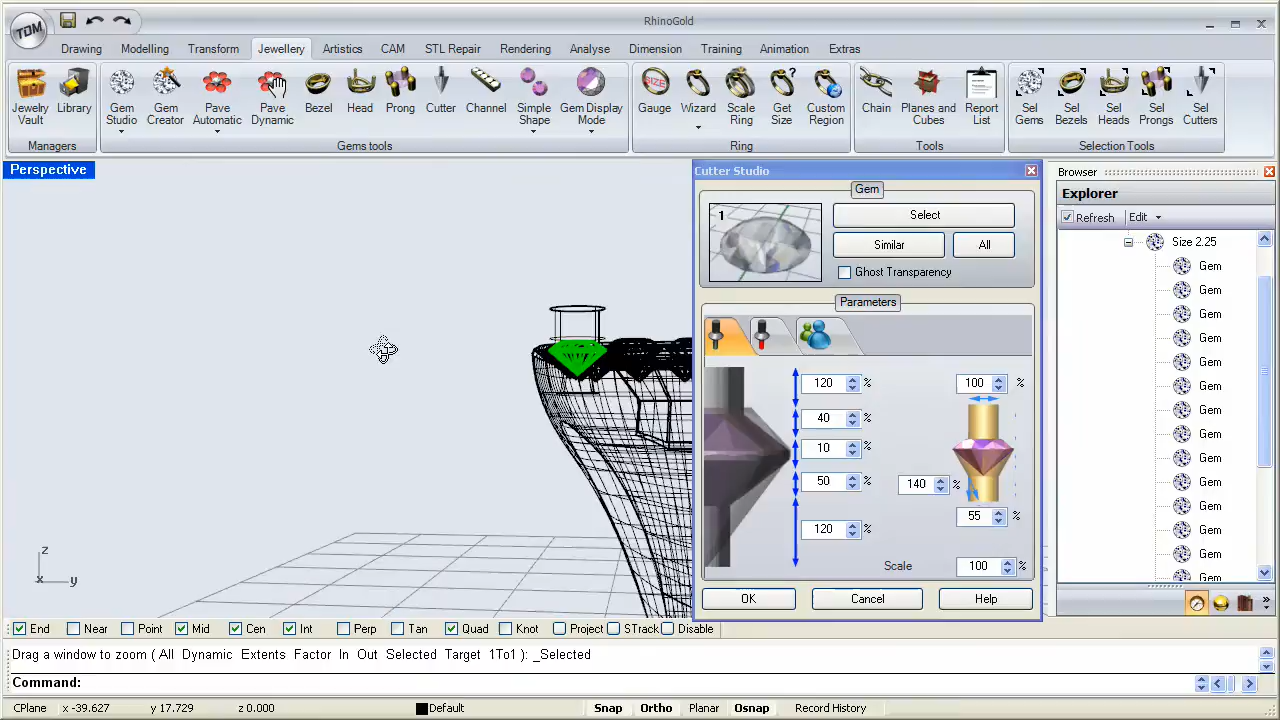 TDM
RhinoGold
Drawing Modelling Transform Jewellery Artistics CAM STL Repair Rendering Analyse Dimension Training Animation Extras
Jewelry Vault
Library
Gem Studio
Gem Creator
Pave Automatic
Pave Dynamic
Bezel
Head
Prong
Cutter
Channel
Simple Shape
Gem Display Mode
SIZE
Gauge
Wizard
Scale Ring
Get Size
Custom Region
Chain
Planes and Cubes
Report List
Sel Gems
Sel Bezels
Sel Heads
Sel Prongs
Sel Cutters
Managers
Gems tools
Ring
Tools
Selection Tools
Perspective
z
x
y
Cutter Studio
Gem
1
Select
Similar
All
Ghost Transparency
Parameters
120 %
100 %
40 %
10 %
50 %
140 %
55 %
120 %
Scale 100 %
OK
Cancel
Help
Browser
Explorer
Refresh Edit
Size 2.25
Gem
Gem
Gem
Gem
Gem
Gem
Gem
Gem
Gem
Gem
Gem
Gem
Gem
Gem
End Near Point Mid Cen Int Perp Tan Quad Knot Project STrack Disable
Drag a window to zoom ( All Dynamic Extents Factor In Out Selected Target 1To1 ): _Selected
Command:
CPlane x -39.627 y 17.729 z 0.000 Default Snap Ortho Planar Osnap Record History